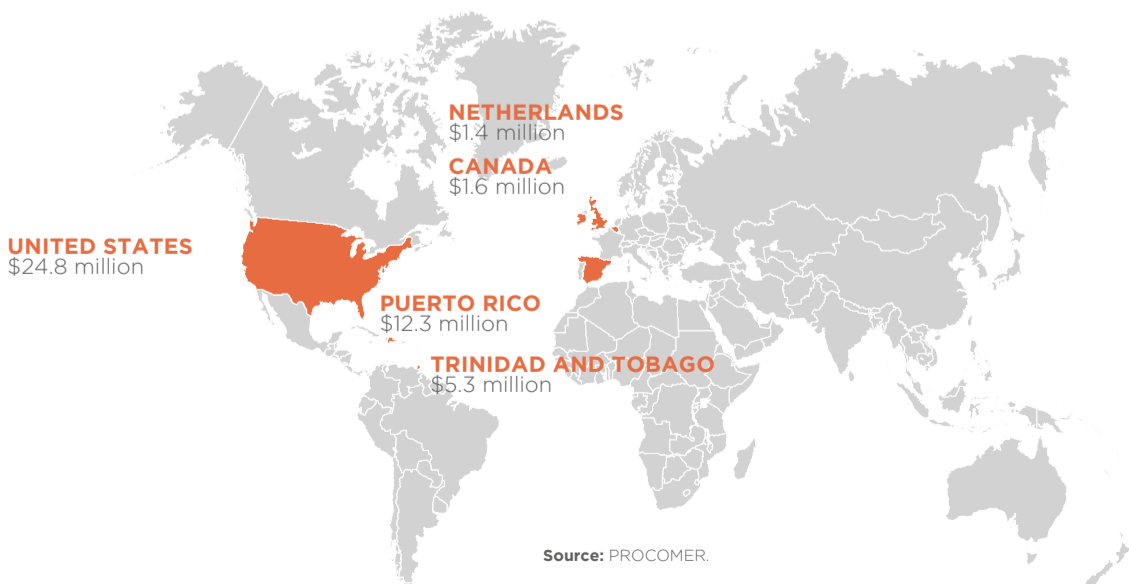 NETHERLANDS
$1.4 million
CANADA
$1.6 million
UNITED STATES
$24.8 million
PUERTO RICO
$12.3 million
TRINIDAD AND TOBAGO
$5.3 million
Source: PROCOMER.